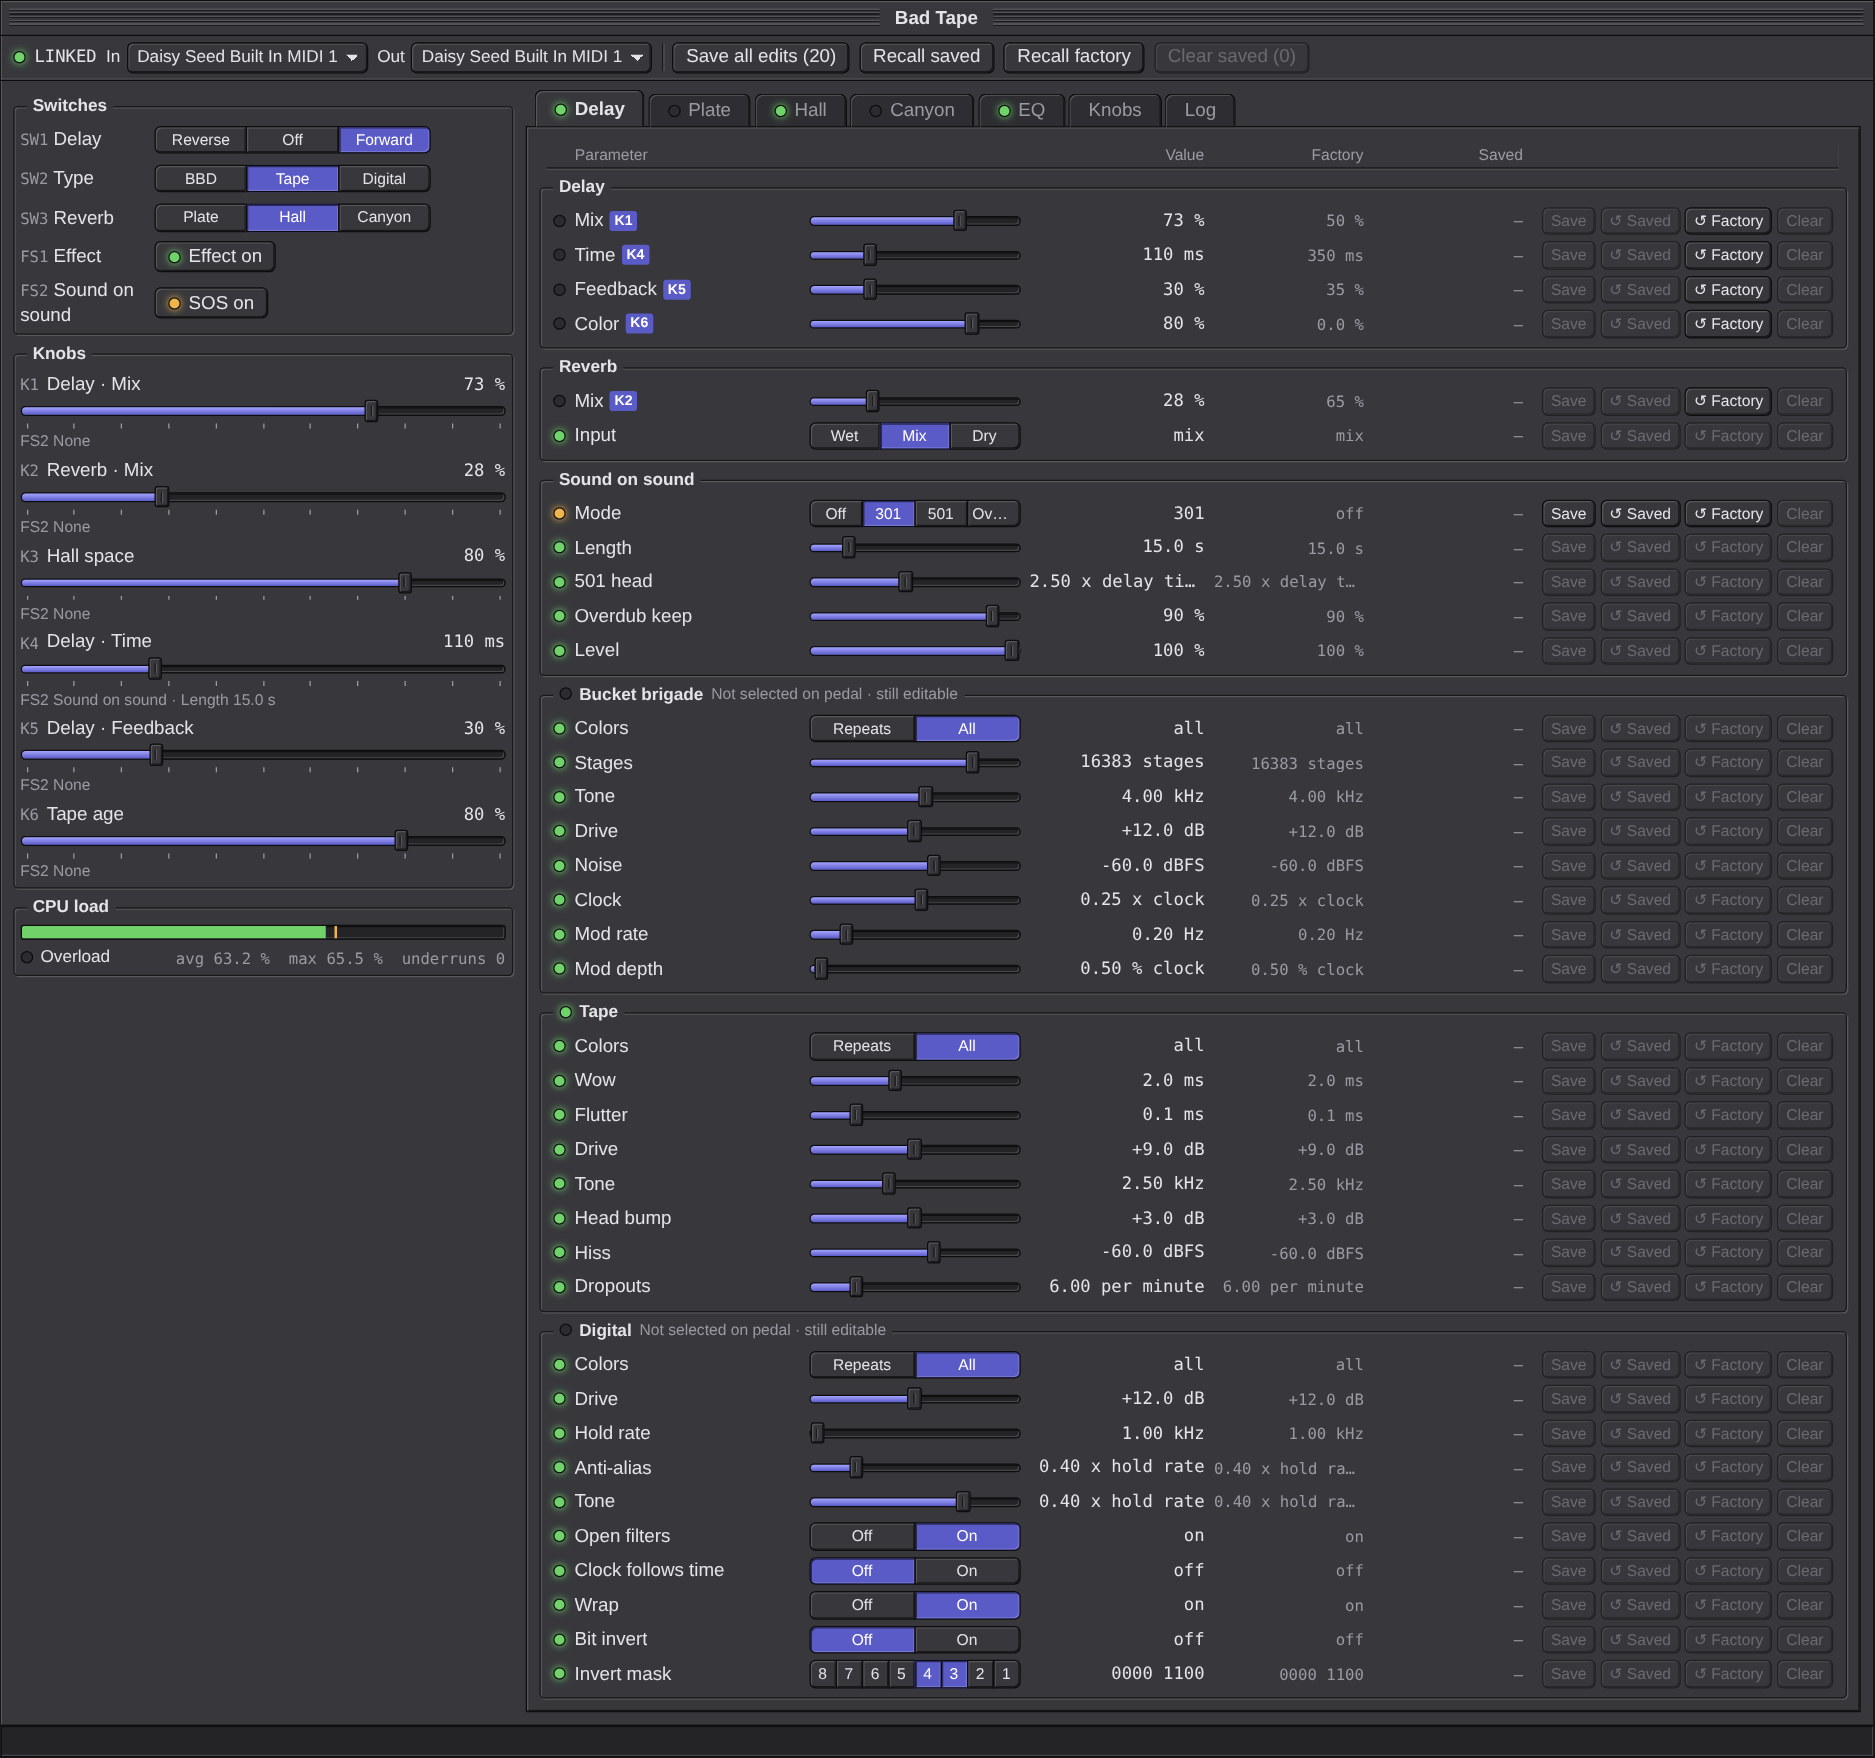 Bad Tape
LINKED In Daisy Seed Built In MIDI 1 Out Daisy Seed Built In MIDI 1 Save all edits (20) Recall saved Recall factory Clear saved (0)
Switches
SW1 Delay Reverse Off Forward
SW2 Type BBD Tape Digital
SW3 Reverb Plate Hall Canyon
FS1 Effect Effect on
FS2 Sound on sound SOS on
Knobs
K1 Delay · Mix 73 %
FS2 None
K2 Reverb · Mix 28 %
FS2 None
K3 Hall space 80 %
FS2 None
K4 Delay · Time 110 ms
FS2 Sound on sound · Length 15.0 s
K5 Delay · Feedback 30 %
FS2 None
K6 Tape age 80 %
FS2 None
CPU load
Overload avg 63.2 % max 65.5 % underruns 0
Delay Plate Hall Canyon EQ Knobs Log
Parameter Value Factory Saved
Delay
Mix K1 73 % 50 % – Save ↺ Saved ↺ Factory Clear
Time K4 110 ms 350 ms – Save ↺ Saved ↺ Factory Clear
Feedback K5 30 % 35 % – Save ↺ Saved ↺ Factory Clear
Color K6 80 % 0.0 % – Save ↺ Saved ↺ Factory Clear
Reverb
Mix K2 28 % 65 % – Save ↺ Saved ↺ Factory Clear
Input Wet Mix Dry mix mix – Save ↺ Saved ↺ Factory Clear
Sound on sound
Mode Off 301 501 Ov… 301 off – Save ↺ Saved ↺ Factory Clear
Length 15.0 s 15.0 s – Save ↺ Saved ↺ Factory Clear
501 head 2.50 x delay ti… 2.50 x delay t… – Save ↺ Saved ↺ Factory Clear
Overdub keep 90 % 90 % – Save ↺ Saved ↺ Factory Clear
Level 100 % 100 % – Save ↺ Saved ↺ Factory Clear
Bucket brigade Not selected on pedal · still editable
Colors Repeats All all all – Save ↺ Saved ↺ Factory Clear
Stages 16383 stages 16383 stages – Save ↺ Saved ↺ Factory Clear
Tone 4.00 kHz 4.00 kHz – Save ↺ Saved ↺ Factory Clear
Drive +12.0 dB +12.0 dB – Save ↺ Saved ↺ Factory Clear
Noise -60.0 dBFS -60.0 dBFS – Save ↺ Saved ↺ Factory Clear
Clock 0.25 x clock 0.25 x clock – Save ↺ Saved ↺ Factory Clear
Mod rate 0.20 Hz 0.20 Hz – Save ↺ Saved ↺ Factory Clear
Mod depth 0.50 % clock 0.50 % clock – Save ↺ Saved ↺ Factory Clear
Tape
Colors Repeats All all all – Save ↺ Saved ↺ Factory Clear
Wow 2.0 ms 2.0 ms – Save ↺ Saved ↺ Factory Clear
Flutter 0.1 ms 0.1 ms – Save ↺ Saved ↺ Factory Clear
Drive +9.0 dB +9.0 dB – Save ↺ Saved ↺ Factory Clear
Tone 2.50 kHz 2.50 kHz – Save ↺ Saved ↺ Factory Clear
Head bump +3.0 dB +3.0 dB – Save ↺ Saved ↺ Factory Clear
Hiss -60.0 dBFS -60.0 dBFS – Save ↺ Saved ↺ Factory Clear
Dropouts 6.00 per minute 6.00 per minute – Save ↺ Saved ↺ Factory Clear
Digital Not selected on pedal · still editable
Colors Repeats All all all – Save ↺ Saved ↺ Factory Clear
Drive +12.0 dB +12.0 dB – Save ↺ Saved ↺ Factory Clear
Hold rate 1.00 kHz 1.00 kHz – Save ↺ Saved ↺ Factory Clear
Anti-alias 0.40 x hold rate 0.40 x hold ra… – Save ↺ Saved ↺ Factory Clear
Tone 0.40 x hold rate 0.40 x hold ra… – Save ↺ Saved ↺ Factory Clear
Open filters Off On on on – Save ↺ Saved ↺ Factory Clear
Clock follows time Off On off off – Save ↺ Saved ↺ Factory Clear
Wrap Off On on on – Save ↺ Saved ↺ Factory Clear
Bit invert Off On off off – Save ↺ Saved ↺ Factory Clear
Invert mask 8 7 6 5 4 3 2 1 0000 1100 0000 1100 – Save ↺ Saved ↺ Factory Clear